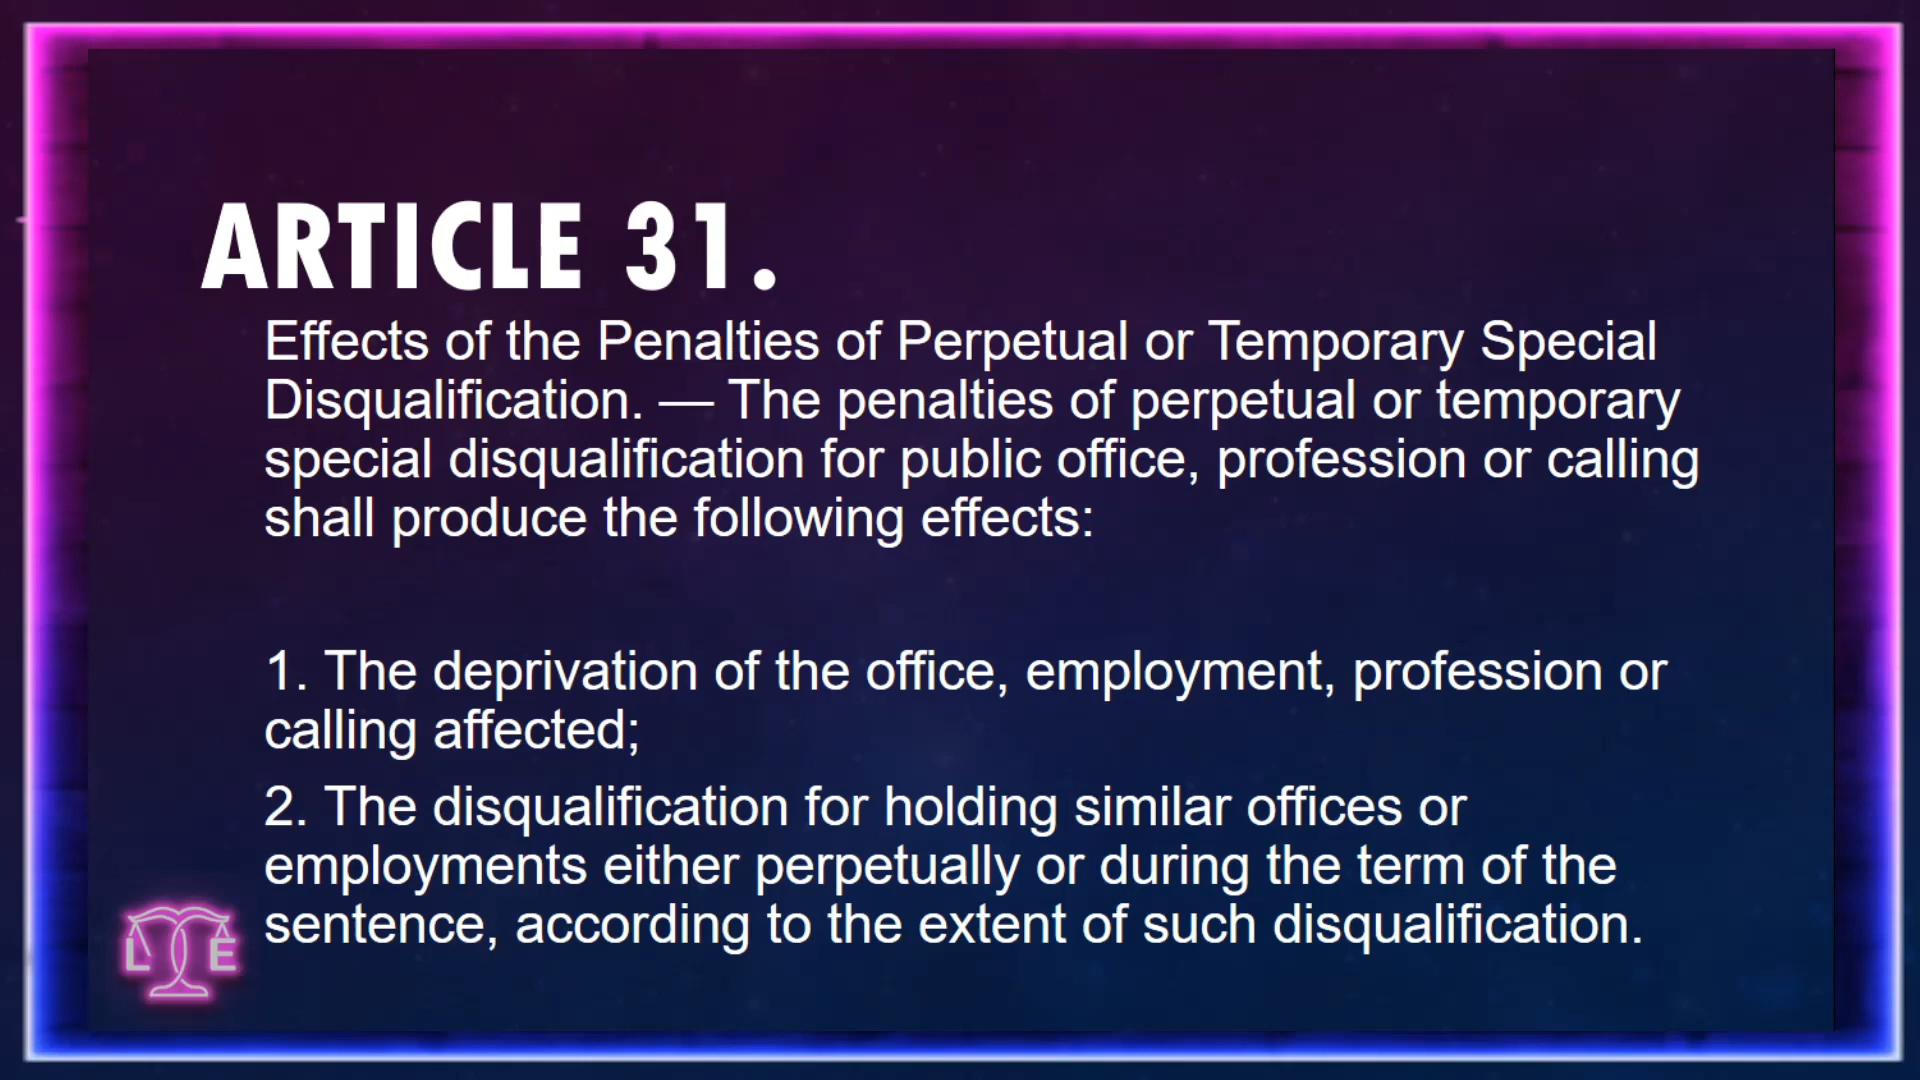 ARTICLE 31.
Effects of the Penalties of Perpetual or Temporary Special
Disqualification. — The penalties of perpetual or temporary
special disqualification for public office, profession or calling
shall produce the following effects:
1. The deprivation of the office, employment, profession or
calling affected;
2. The disqualification for holding similar offices or
employments either perpetually or during the term of the
sentence, according to the extent of such disqualification.
L E